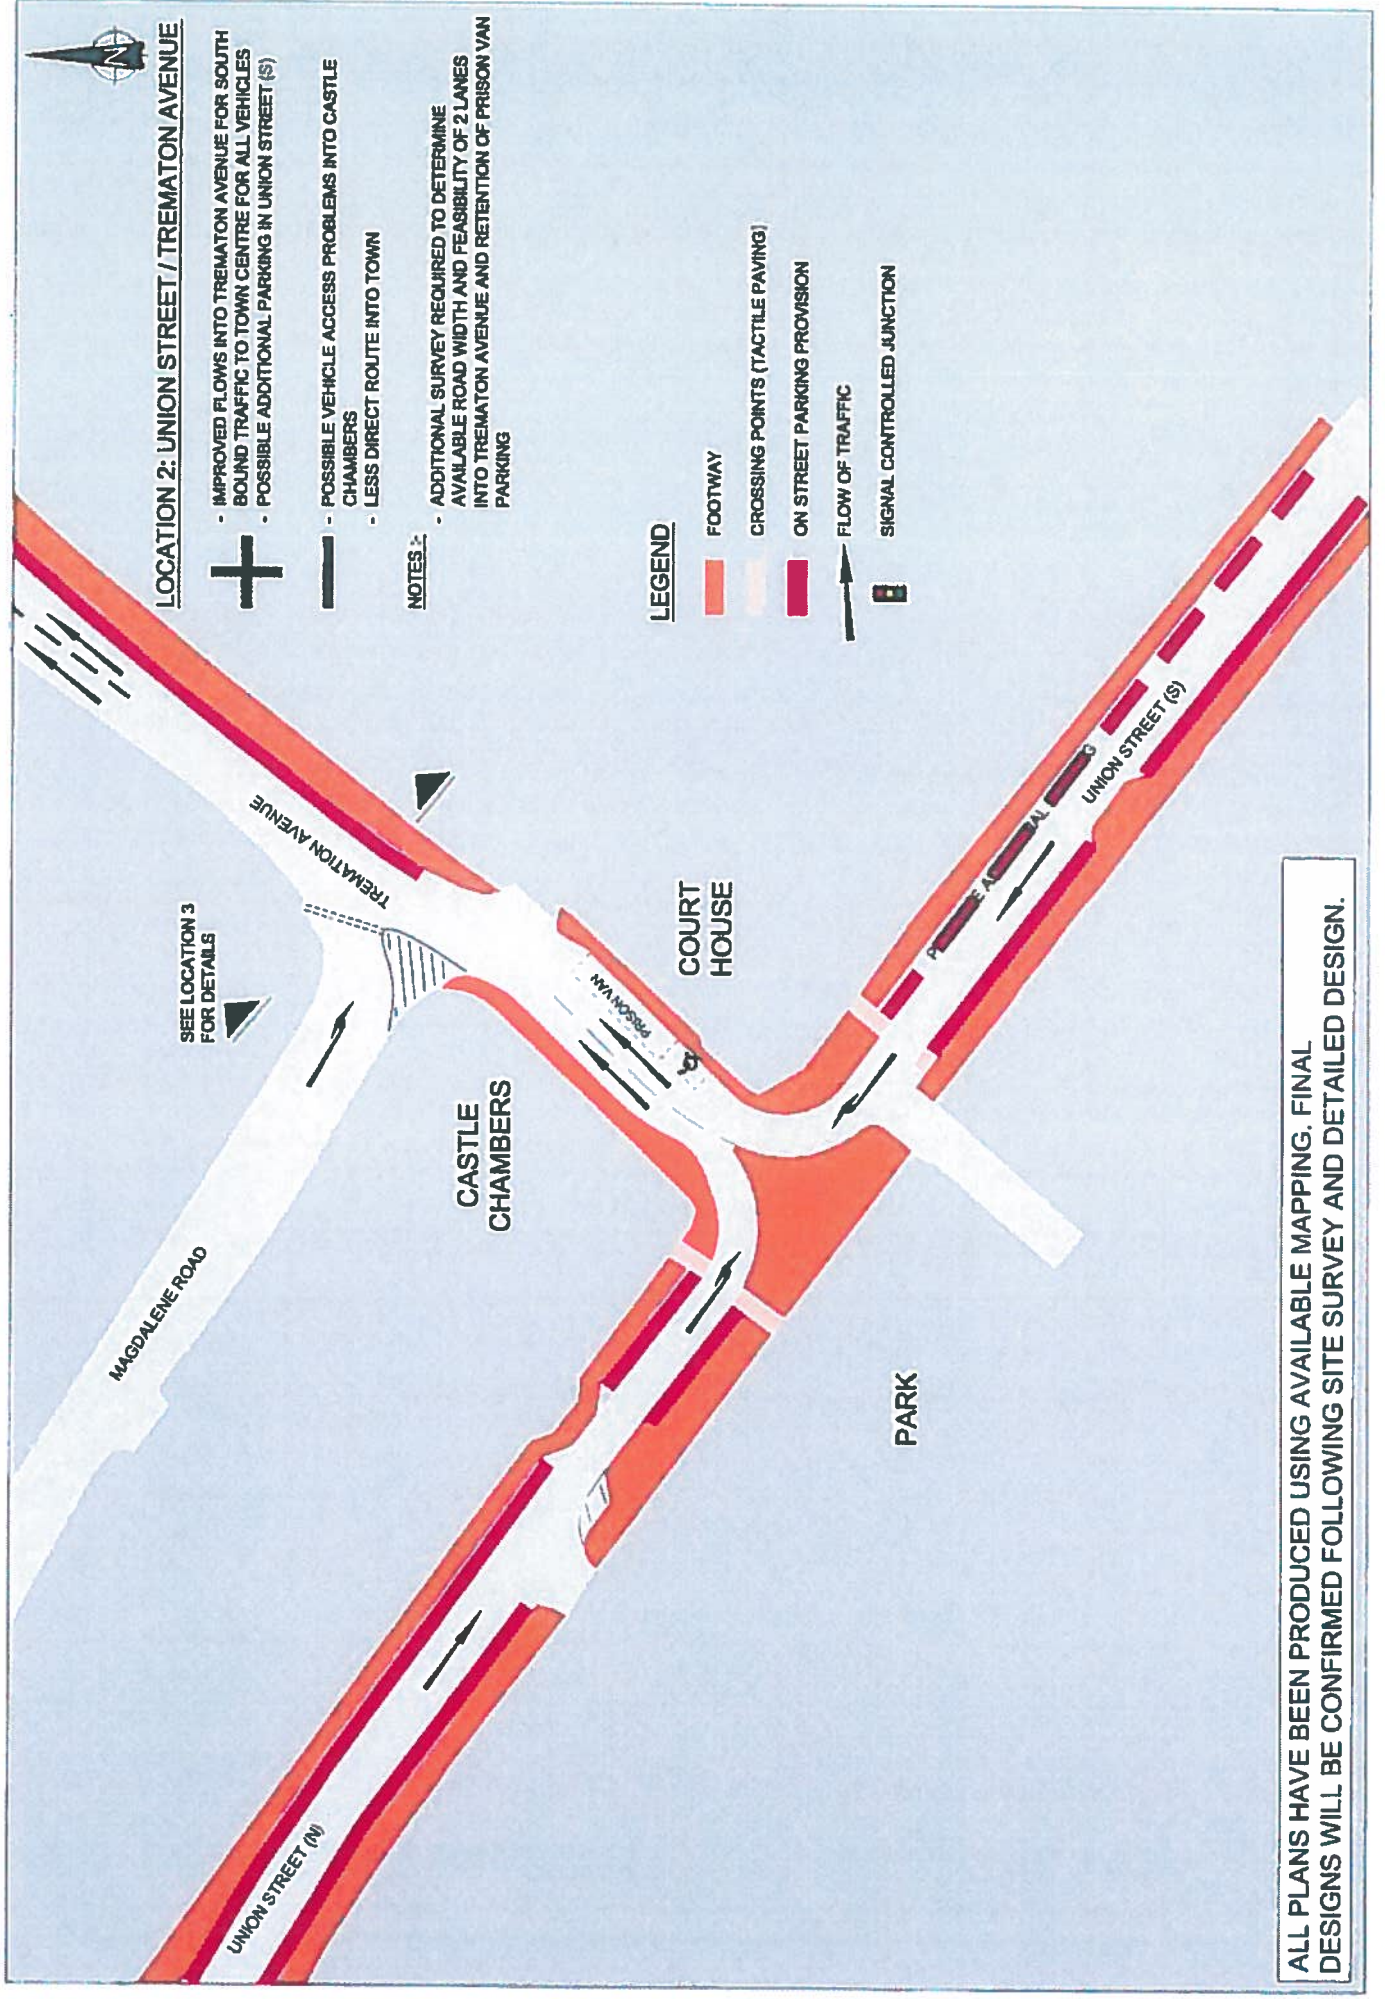 LOCATION 2: UNION STREET / TREMATON AVENUE
- IMPROVED FLOWS INTO TREMATON AVENUE FOR SOUTH
BOUND TRAFFIC TO TOWN CENTRE FOR ALL VEHICLES
- POSSIBLE ADDITIONAL PARKING IN UNION STREET (S)
- POSSIBLE VEHICLE ACCESS PROBLEMS INTO CASTLE
CHAMBERS
- LESS DIRECT ROUTE INTO TOWN
NOTES :-
- ADDITIONAL SURVEY REQUIRED TO DETERMINE
AVAILABLE ROAD WIDTH AND FEASIBILITY OF 2 LANES
INTO TREMATON AVENUE AND RETENTION OF PRISON VAN
PARKING
LEGEND
FOOTWAY
CROSSING POINTS (TACTILE PAVING)
ON STREET PARKING PROVISION
FLOW OF TRAFFIC
SIGNAL CONTROLLED JUNCTION
N
SEE LOCATION 3
FOR DETAILS
TREMATION AVENUE
MAGDALENE ROAD
CASTLE
CHAMBERS
PRISON VAN
COURT
HOUSE
UNION STREET (S)
UNION STREET (N)
PARK
ALL PLANS HAVE BEEN PRODUCED USING AVAILABLE MAPPING. FINAL
DESIGNS WILL BE CONFIRMED FOLLOWING SITE SURVEY AND DETAILED DESIGN.